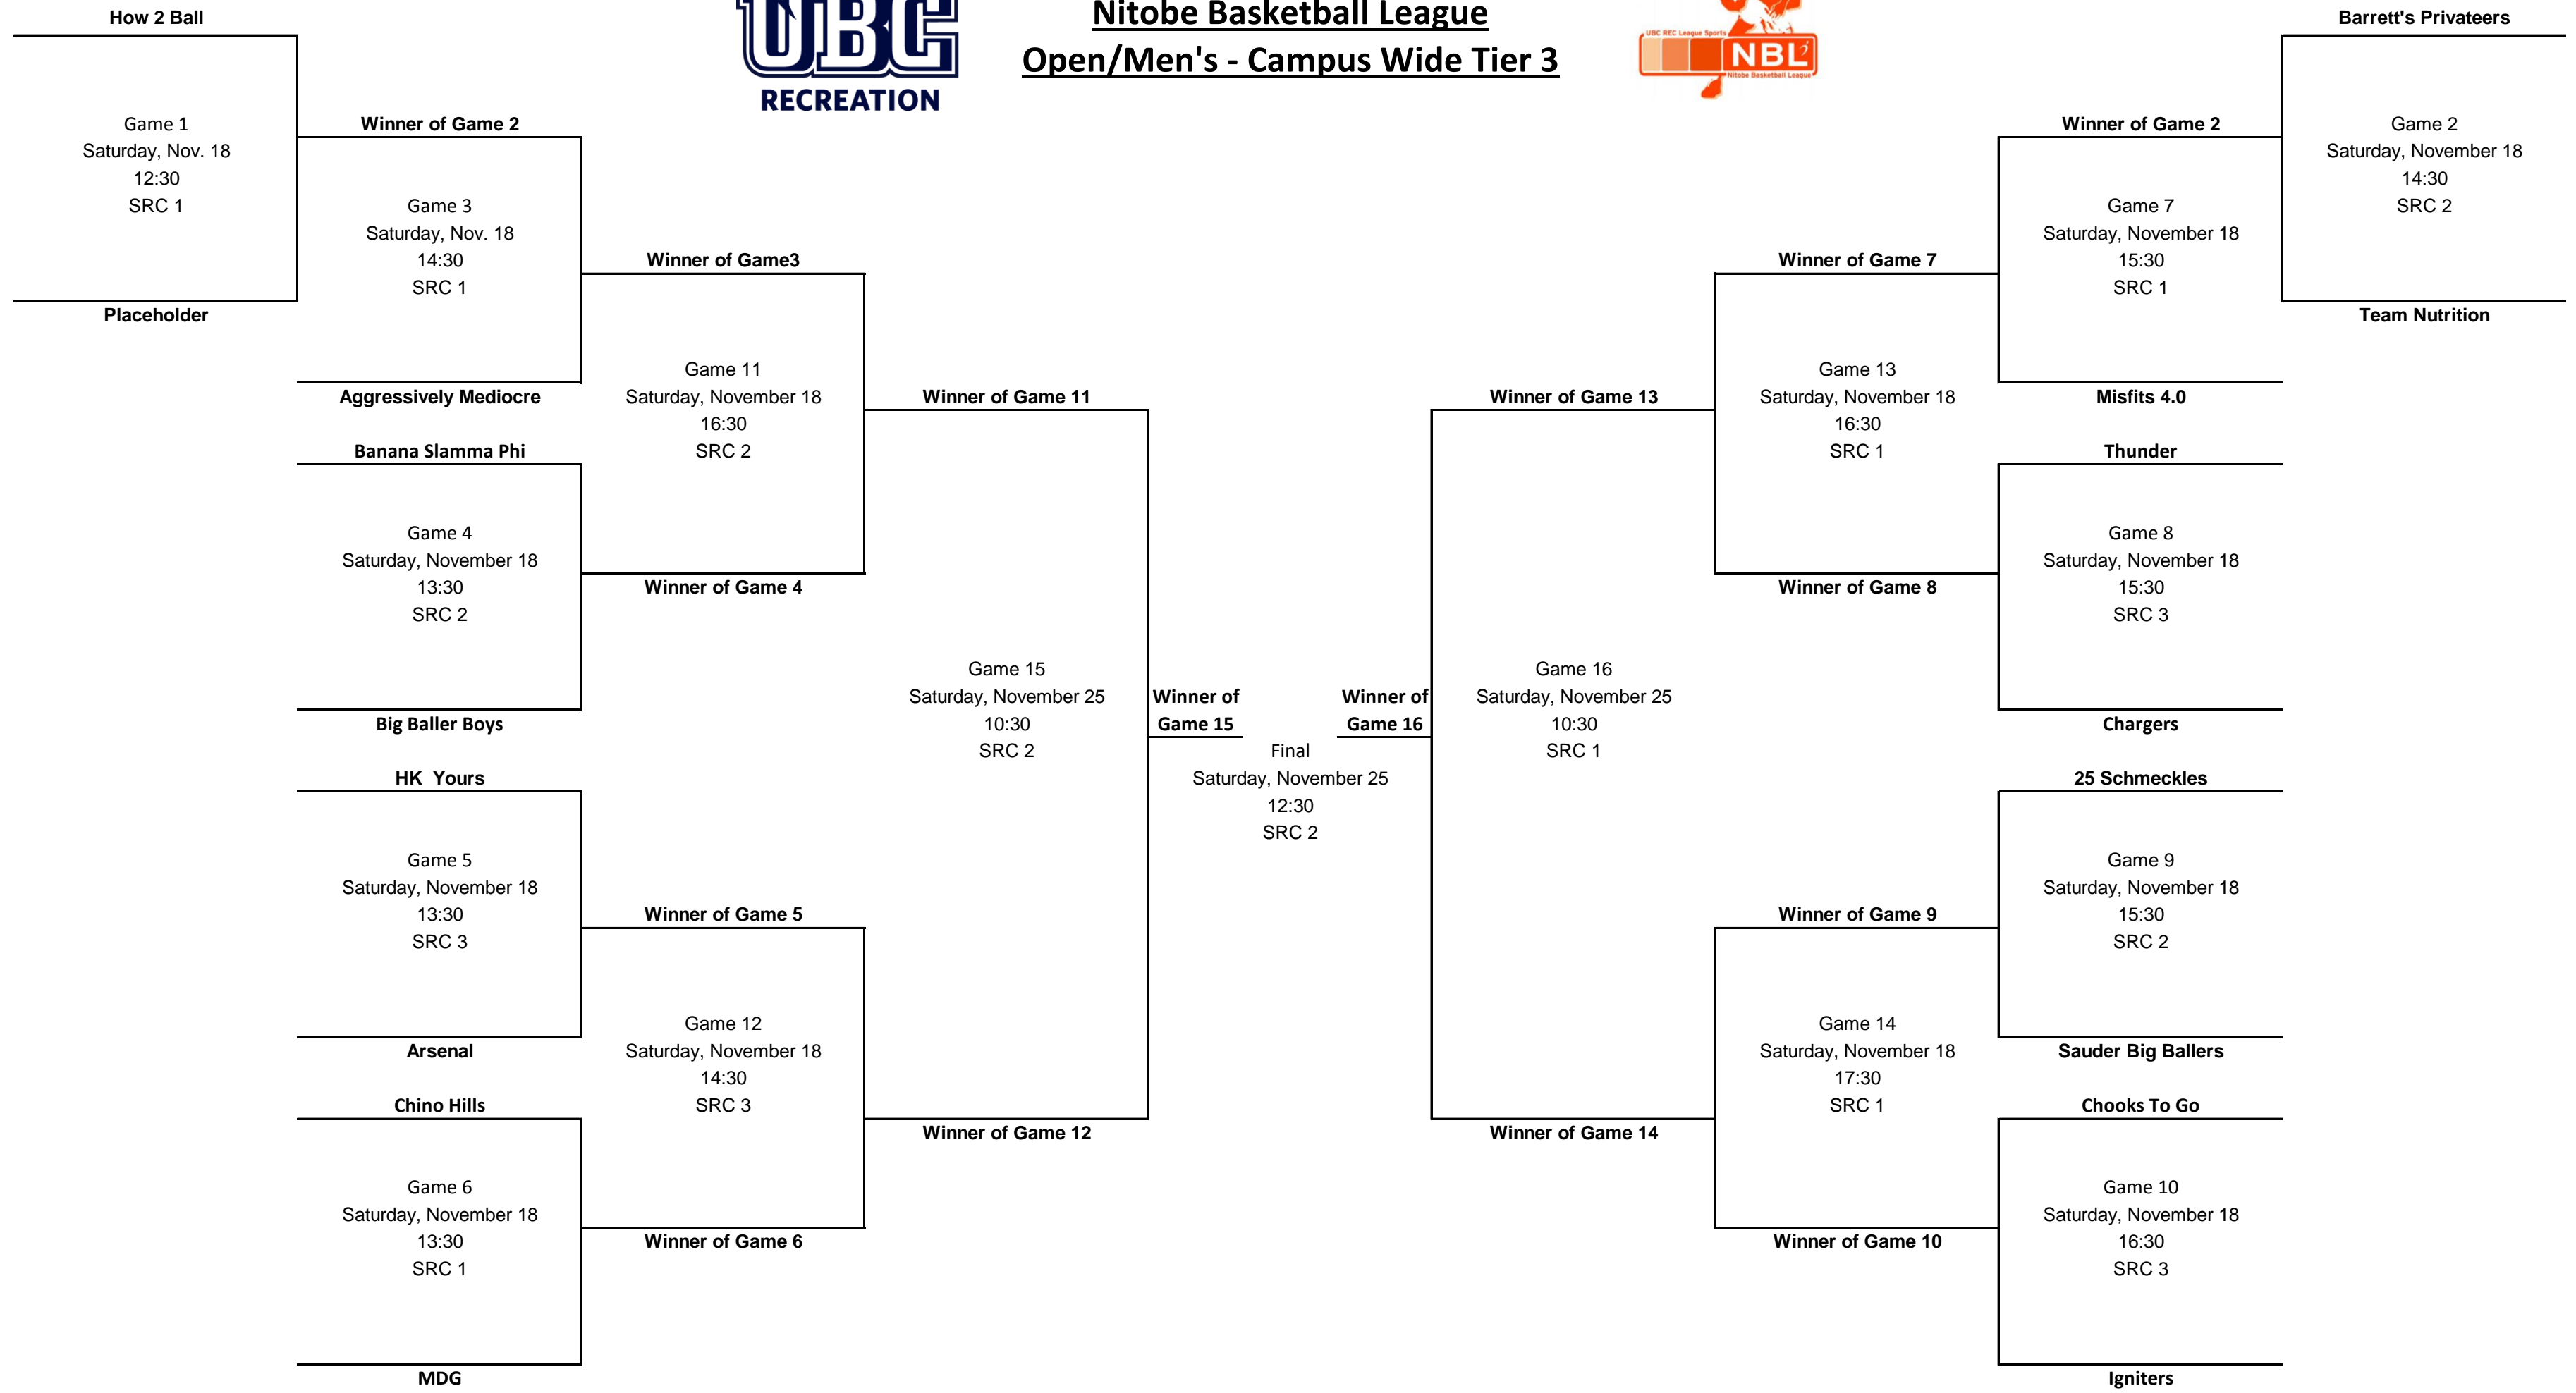 How 2 Ball
UBC
RECREATION
Nitobe Basketball League
Open/Men's - Campus Wide Tier 3
UBC REC League Sports
NBL
Nitobe Basketball League
Barrett's Privateers
Game 1
Saturday, Nov. 18
12:30
SRC 1
Placeholder
Winner of Game 2
Game 3
Saturday, Nov. 18
14:30
SRC 1
Aggressively Mediocre
Banana Slamma Phi
Game 4
Saturday, November 18
13:30
SRC 2
Big Baller Boys
HK  Yours
Game 5
Saturday, November 18
13:30
SRC 3
Arsenal
Chino Hills
Game 6
Saturday, November 18
13:30
SRC 1
MDG
Winner of Game3
Game 11
Saturday, November 18
16:30
SRC 2
Winner of Game 4
Winner of Game 5
Game 12
Saturday, November 18
14:30
SRC 3
Winner of Game 6
Winner of Game 11
Game 15
Saturday, November 25
10:30
SRC 2
Winner of Game 12
Winner of
Game 15
Final
Saturday, November 25
12:30
SRC 2
Winner of
Game 16
Winner of Game 13
Game 16
Saturday, November 25
10:30
SRC 1
Winner of Game 14
Winner of Game 7
Game 13
Saturday, November 18
16:30
SRC 1
Winner of Game 8
Winner of Game 9
Game 14
Saturday, November 18
17:30
SRC 1
Winner of Game 10
Winner of Game 2
Game 7
Saturday, November 18
15:30
SRC 1
Misfits 4.0
Thunder
Game 8
Saturday, November 18
15:30
SRC 3
Chargers
25 Schmeckles
Game 9
Saturday, November 18
15:30
SRC 2
Sauder Big Ballers
Chooks To Go
Game 10
Saturday, November 18
16:30
SRC 3
Igniters
Game 2
Saturday, November 18
14:30
SRC 2
Team Nutrition